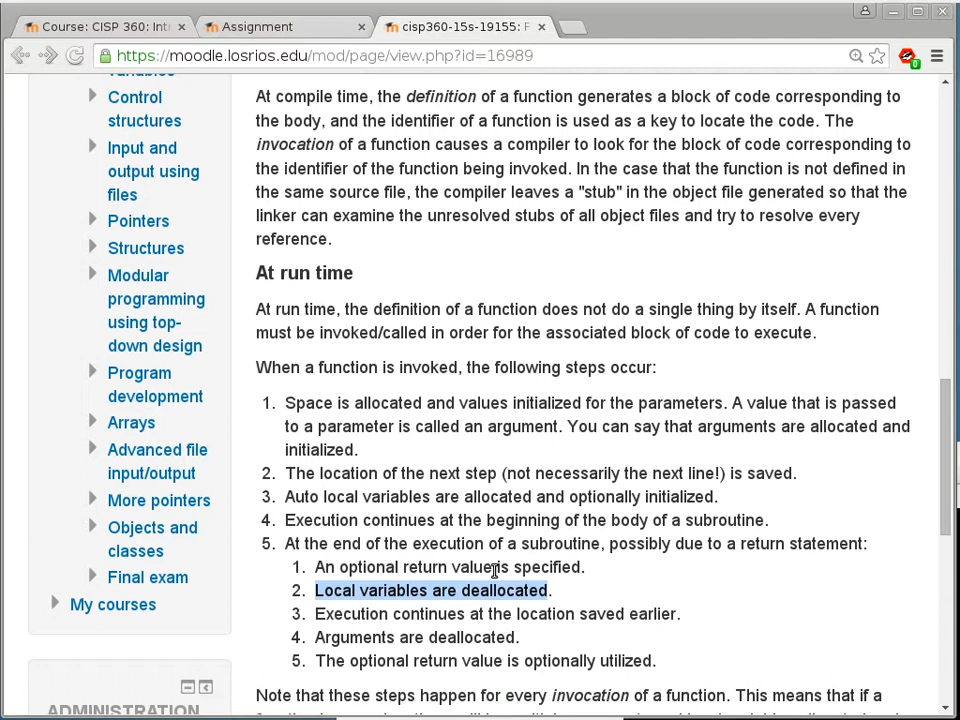 Course: CISP 360: Int
Assignment
cisp360-15s-19155: F
https://moodle.losrios.edu/mod/page/view.php?id=16989
0
Control
structures
Input and
output using
files
Pointers
Structures
Modular
programming
using top-
down design
Program
development
Arrays
Advanced file
input/output
More pointers
Objects and
classes
Final exam
My courses
ADMINISTRATION
At compile time, the definition of a function generates a block of code corresponding to
the body, and the identifier of a function is used as a key to locate the code. The
invocation of a function causes a compiler to look for the block of code corresponding to
the identifier of the function being invoked. In the case that the function is not defined in
the same source file, the compiler leaves a "stub" in the object file generated so that the
linker can examine the unresolved stubs of all object files and try to resolve every
reference.
At run time
At run time, the definition of a function does not do a single thing by itself. A function
must be invoked/called in order for the associated block of code to execute.
When a function is invoked, the following steps occur:
1. Space is allocated and values initialized for the parameters. A value that is passed
to a parameter is called an argument. You can say that arguments are allocated and
initialized.
2. The location of the next step (not necessarily the next line!) is saved.
3. Auto local variables are allocated and optionally initialized.
4. Execution continues at the beginning of the body of a subroutine.
5. At the end of the execution of a subroutine, possibly due to a return statement:
1. An optional return value is specified.
2. Local variables are deallocated.
3. Execution continues at the location saved earlier.
4. Arguments are deallocated.
5. The optional return value is optionally utilized.
Note that these steps happen for every invocation of a function. This means that if a